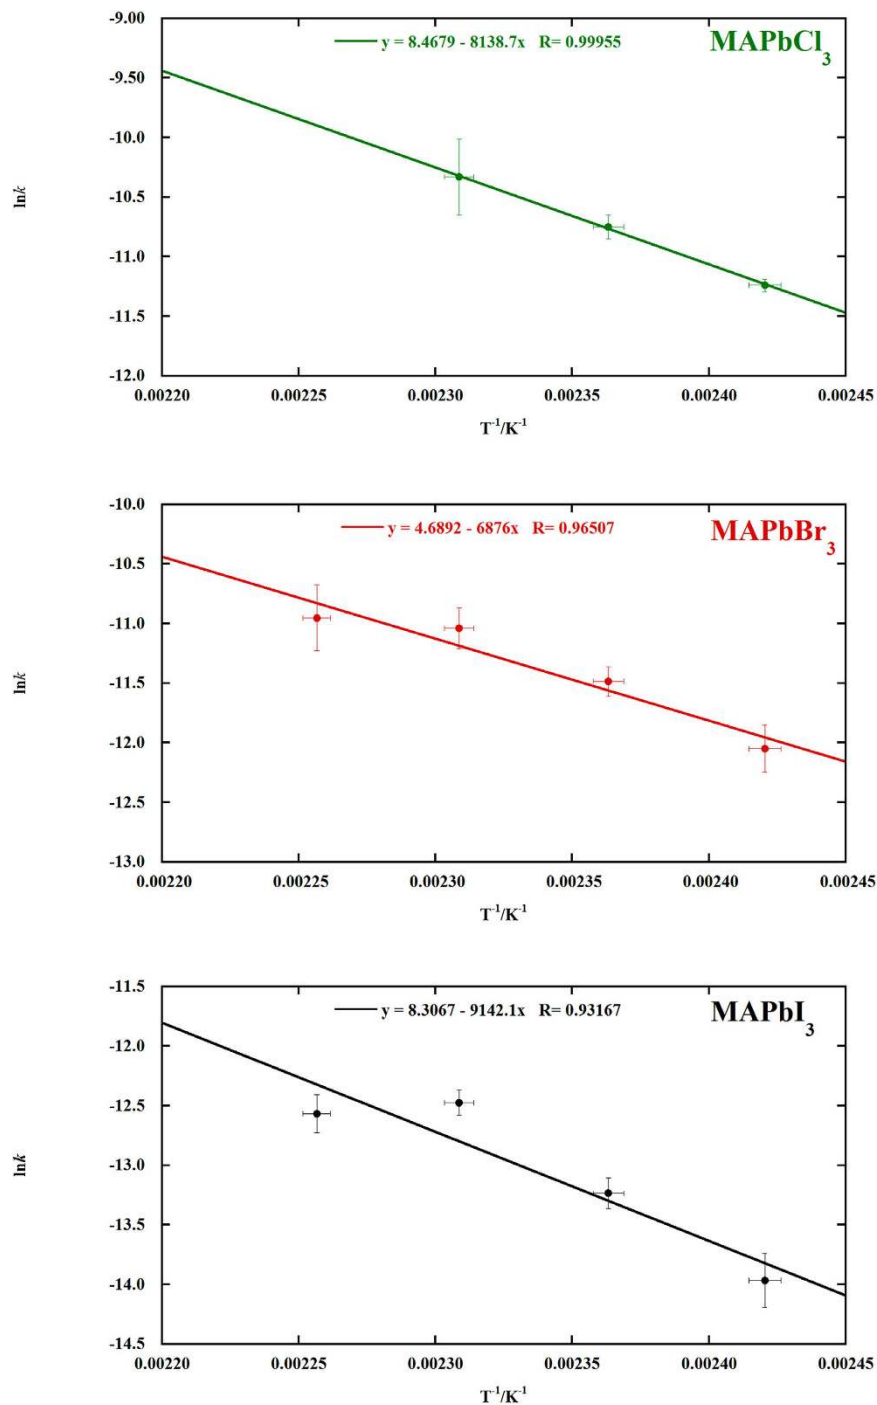 y = 8.4679 - 8138.7x R= 0.99955
MAPbCl3
-9.00
-9.50
-10.0
-10.5
-11.0
-11.5
-12.0
lnk
0.00220 0.00225 0.00230 0.00235 0.00240 0.00245
T-1/K-1
y = 4.6892 - 6876x R= 0.96507
MAPbBr3
-10.0
-10.5
-11.0
-11.5
-12.0
-12.5
-13.0
lnk
0.00220 0.00225 0.00230 0.00235 0.00240 0.00245
T-1/K-1
y = 8.3067 - 9142.1x R= 0.93167
MAPbI3
-11.5
-12.0
-12.5
-13.0
-13.5
-14.0
-14.5
lnk
0.00220 0.00225 0.00230 0.00235 0.00240 0.00245
T-1/K-1